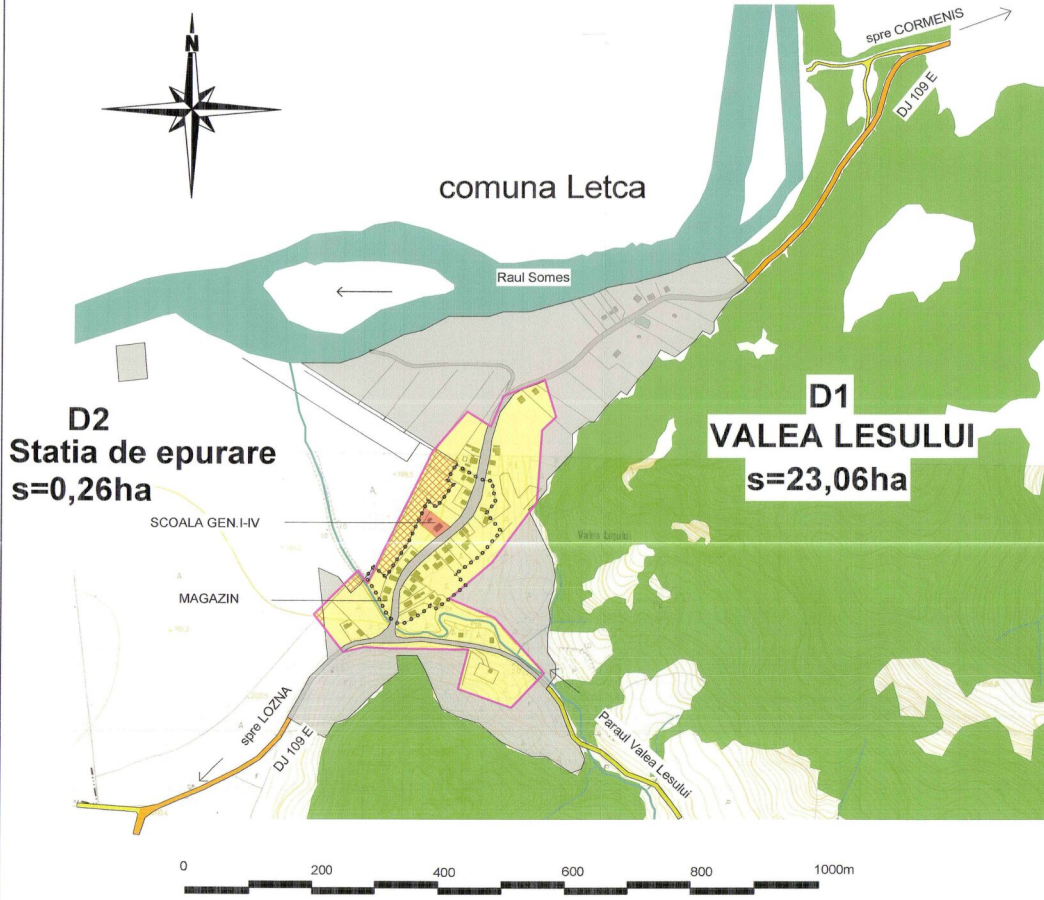 spre CORMENIS
N
DJ 109 E
comuna Letca
Raul Somes
D1
VALEA LESULUI
s=23,06ha
D2
Statia de epurare
s=0,26ha
SCOALA GEN.I-IV
Valea Lesului
MAGAZIN
spre LOZNA
DJ 109 E
Paraul Valea Lesului
0 200 400 600 800 1000m